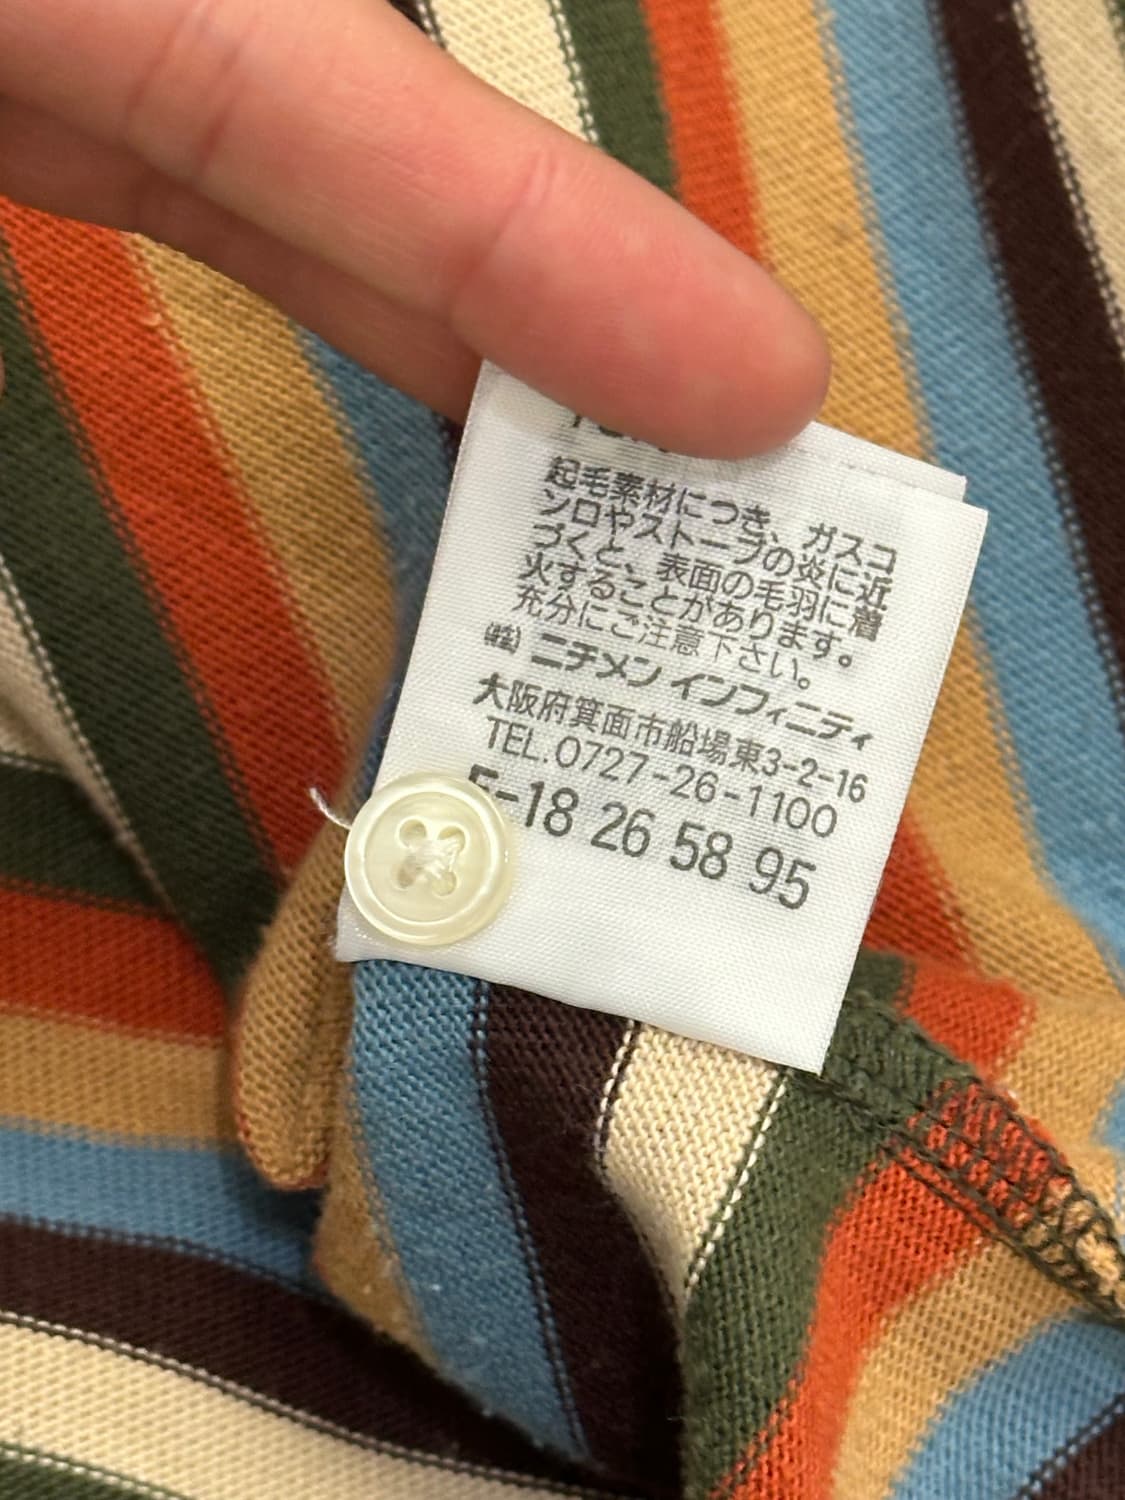 起毛素材につき、ガスコ
ンロやストーブの炎に近
づくと、表面の毛羽に着
火することがあります。
充分にご注意下さい。
㈱ ニチメン インフィニティ
大阪府箕面市船場東3-2-16
TEL.0727-26-1100
-18 26 58 95